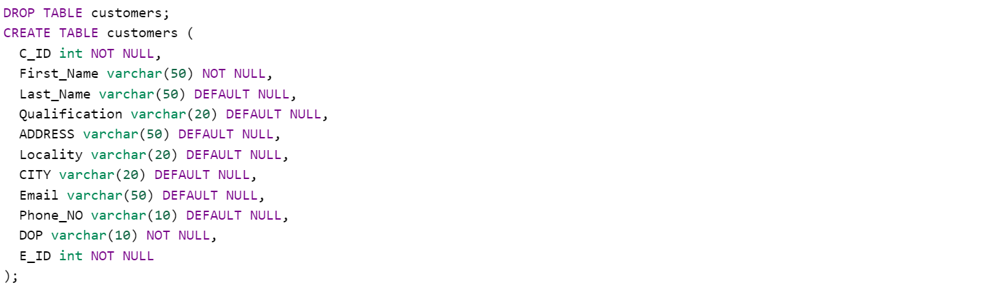 DROP TABLE customers;
CREATE TABLE customers (
  C_ID int NOT NULL,
  First_Name varchar(50) NOT NULL,
  Last_Name varchar(50) DEFAULT NULL,
  Qualification varchar(20) DEFAULT NULL,
  ADDRESS varchar(50) DEFAULT NULL,
  Locality varchar(20) DEFAULT NULL,
  CITY varchar(20) DEFAULT NULL,
  Email varchar(50) DEFAULT NULL,
  Phone_NO varchar(10) DEFAULT NULL,
  DOP varchar(10) NOT NULL,
  E_ID int NOT NULL
);